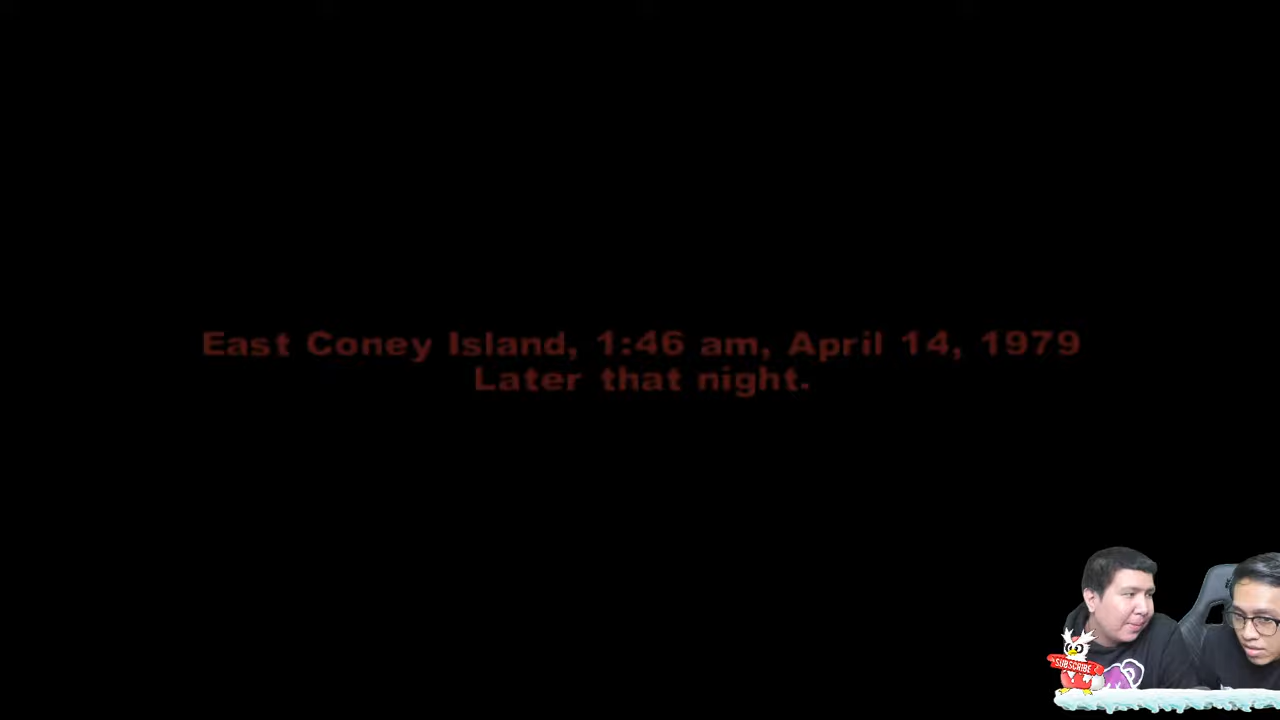 East Coney Island, 1:46 am, April 14, 1979
Later that night.
SUBSCRIBE